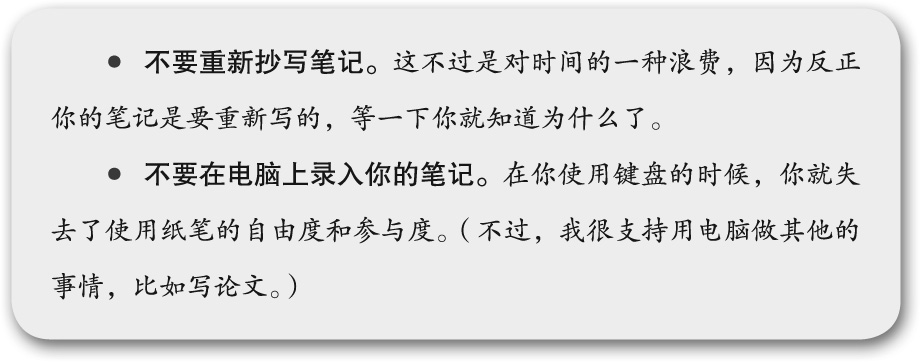 ● 不要重新抄写笔记。这不过是对时间的一种浪费，因为反正
你的笔记是要重新写的，等一下你就知道为什么了。
● 不要在电脑上录入你的笔记。在你使用键盘的时候，你就失
去了使用纸笔的自由度和参与度。（不过，我很支持用电脑做其他的
事情，比如写论文。）